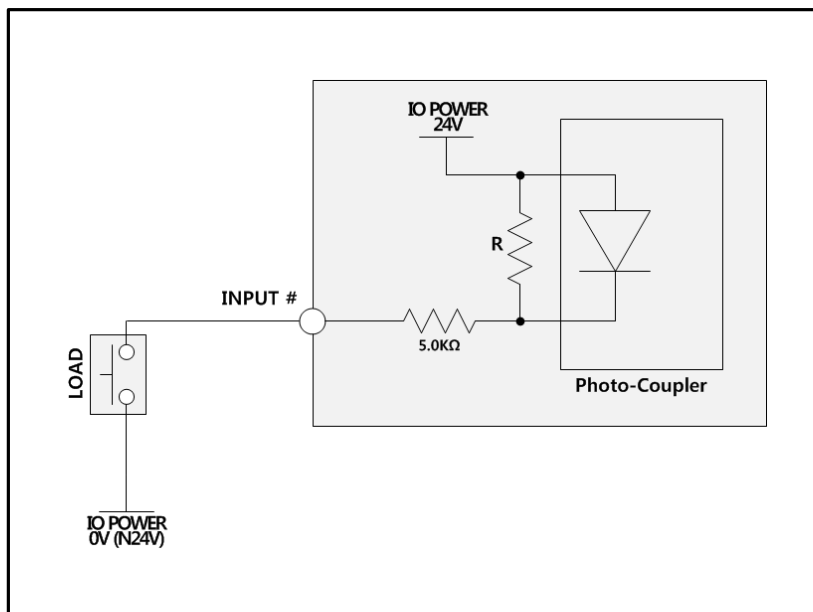 IO POWER
24V
R
INPUT #
5.0KΩ
LOAD
Photo-Coupler
IO POWER
0V (N24V)